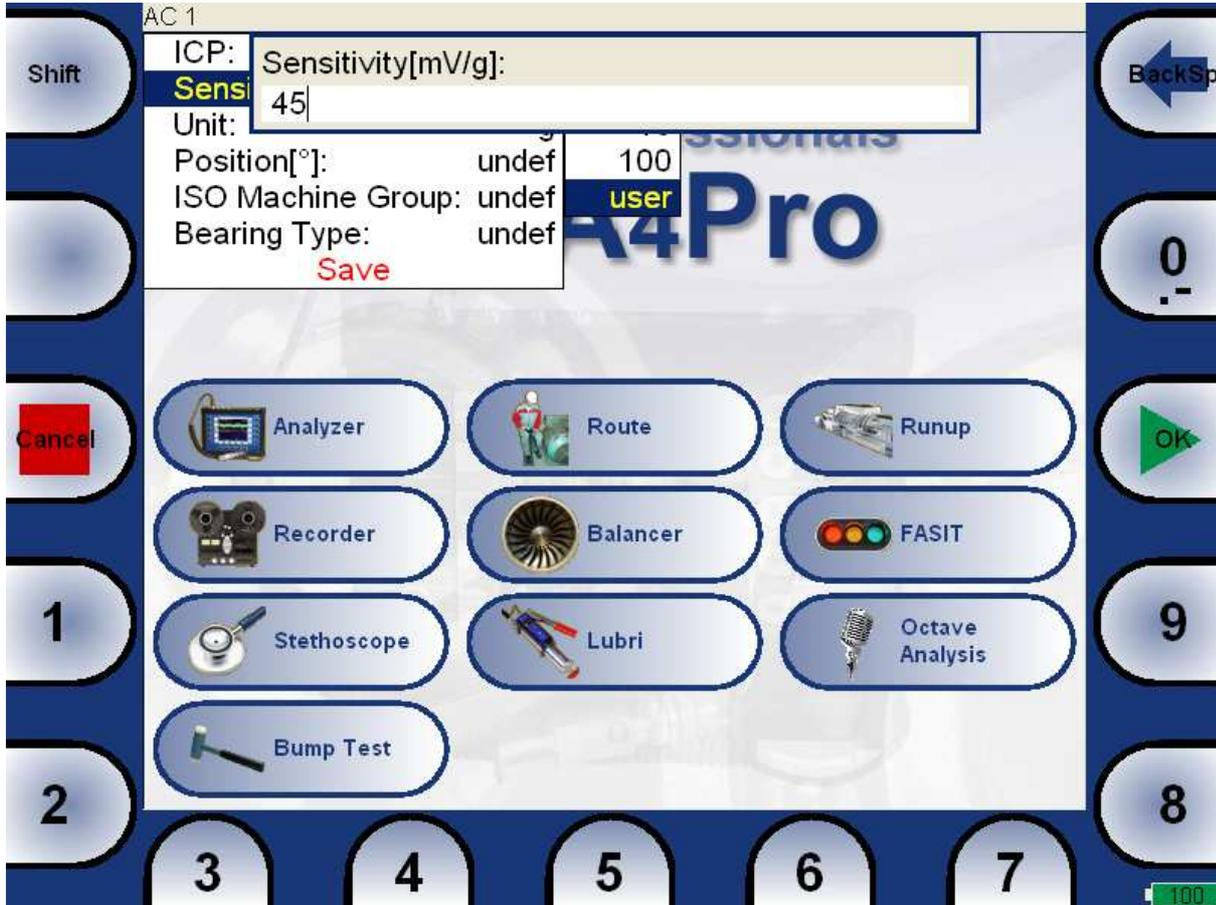 AC 1
Shift
BackSp
ICP:
Sensitivity[mV/g]:
45
Sensi
Unit:
Position[°]: undef 100
ISO Machine Group: undef user
Bearing Type: undef
Save
A4Pro
0
.-
Cancel
OK
Analyzer
Route
Runup
Recorder
Balancer
FASIT
1
9
Stethoscope
Lubri
Octave
Analysis
Bump Test
2
8
3
4
5
6
7
100